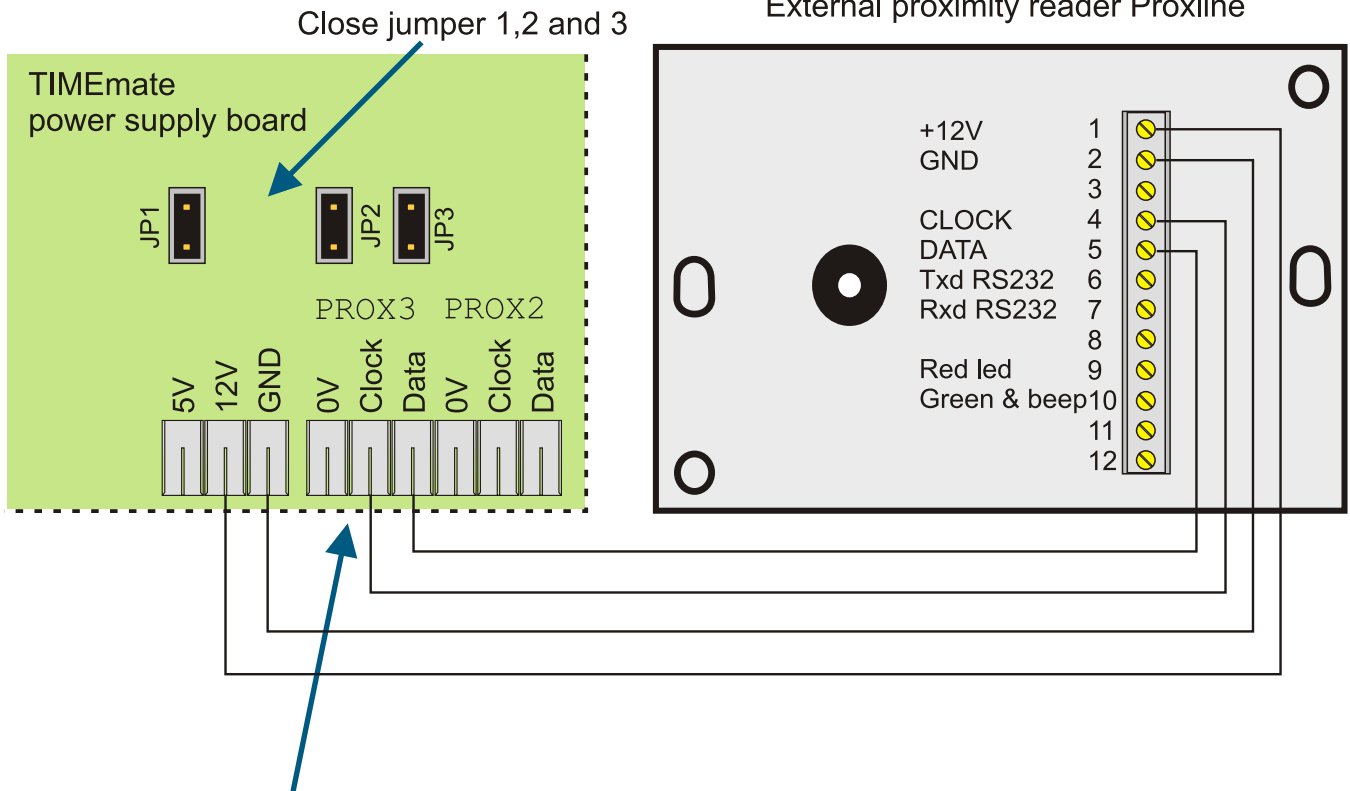 External proximity reader Proxline
Close jumper 1,2 and 3
TIMEmate
power supply board
JP1
JP2
JP3
PROX3 PROX2
5V
12V
GND
0V
Clock
Data
0V
Clock
Data
+12V 1
GND 2
3
CLOCK 4
DATA 5
Txd RS232 6
Rxd RS232 7
8
Red led 9
Green & beep10
11
12